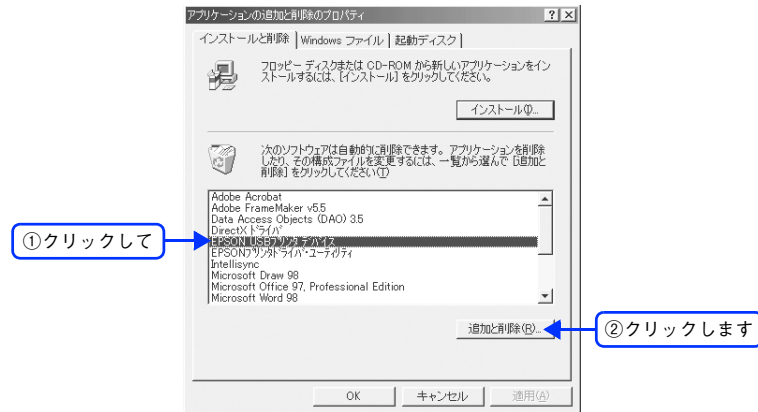 アプリケーションの追加と削除のプロパティ
インストールと削除
Windows ファイル
起動ディスク
フロッピー ディスクまたは CD-ROM から新しいアプリケーションをイン
ストールするには、[インストール] をクリックしてください。
インストール(I)...
次のソフトウェアは自動的に削除できます。アプリケーションを削除
したり、その構成ファイルを変更するには、一覧から選んで [追加と
削除] をクリックしてください(T)
Adobe Acrobat
Adobe FrameMaker v5.5
Data Access Objects (DAO) 3.5
DirectX ドライバ
①クリックして
EPSON USBプリンタデバイス
EPSONプリンタドライバ・ユーティリティ
Intellisync
Microsoft Draw 98
Microsoft Office 97, Professional Edition
Microsoft Word 98
追加と削除(R)...
②クリックします
OK
キャンセル
適用(A)